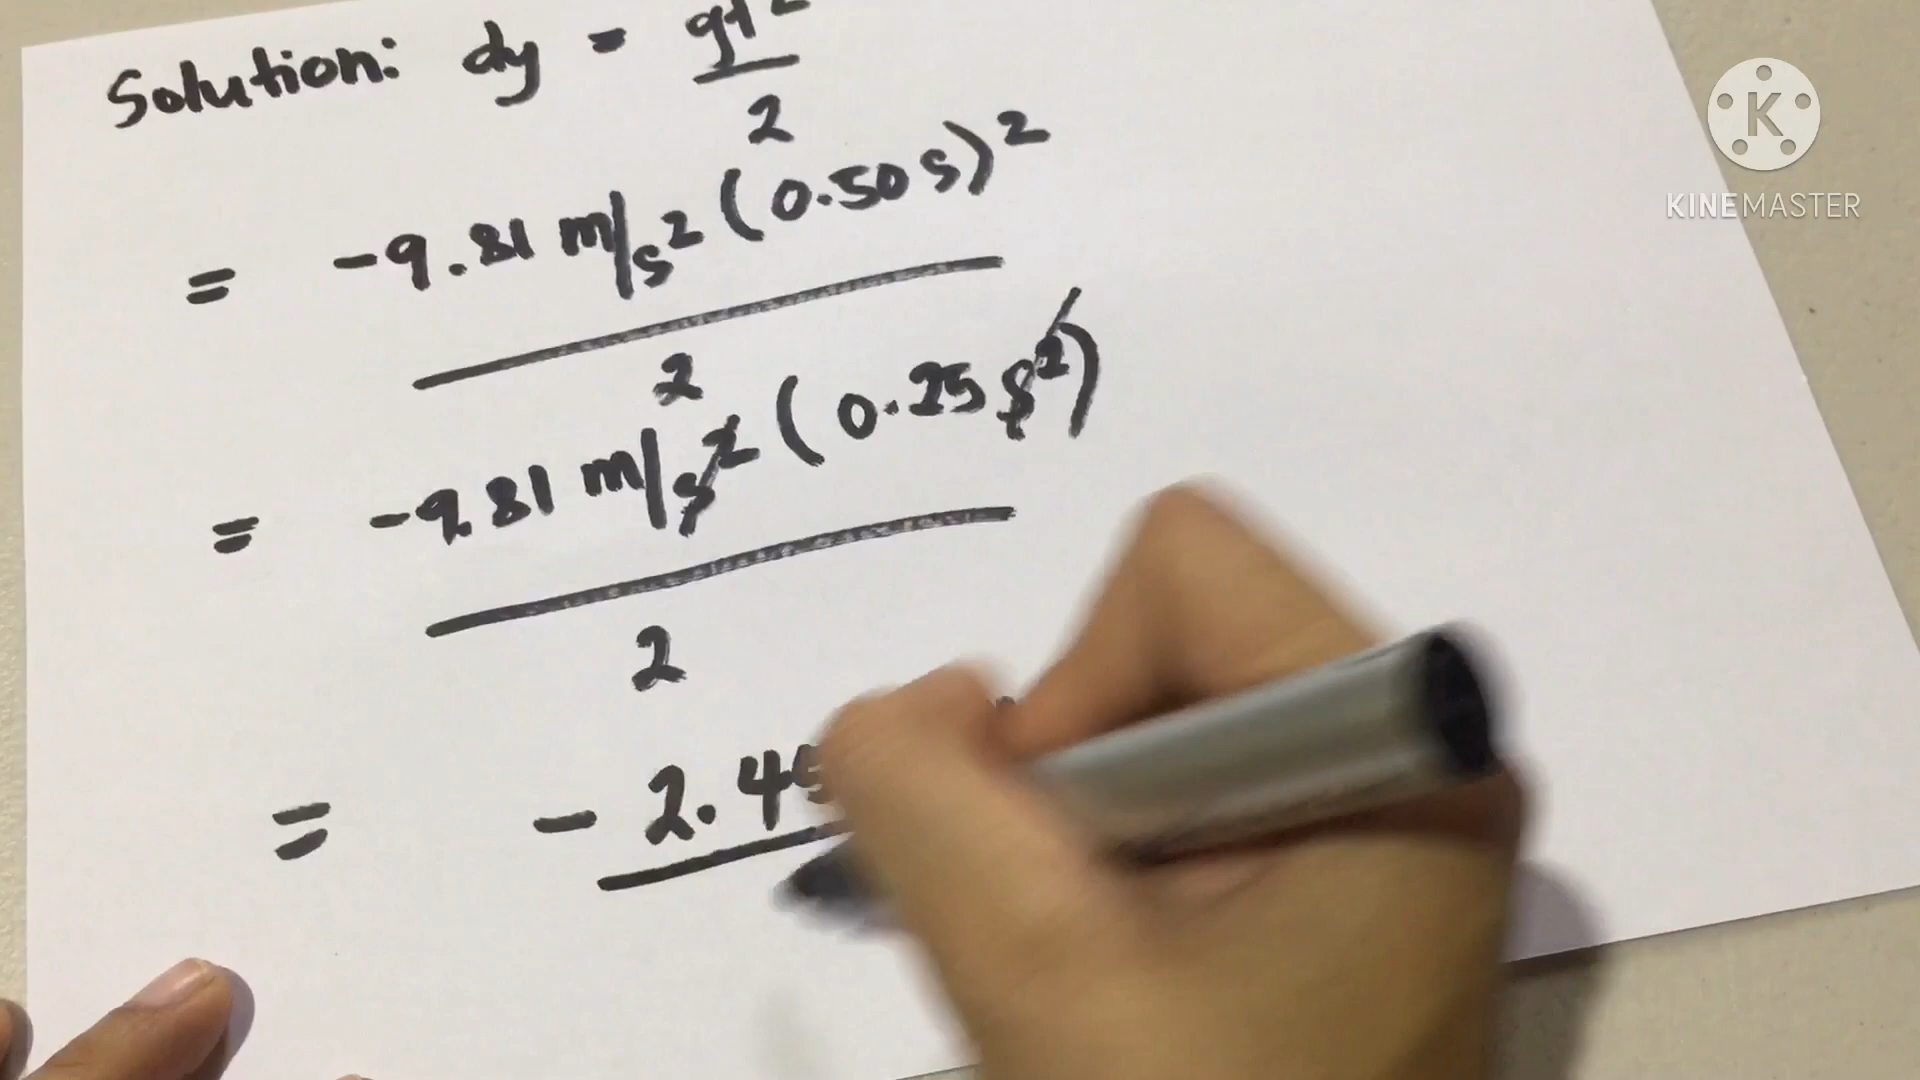 Solution: dy = gt²
2
= -9.81 m/s² (0.50 s)²
2
= -9.81 m/s² (0.25 s²)
2
= - 2.45
K
KINEMASTER